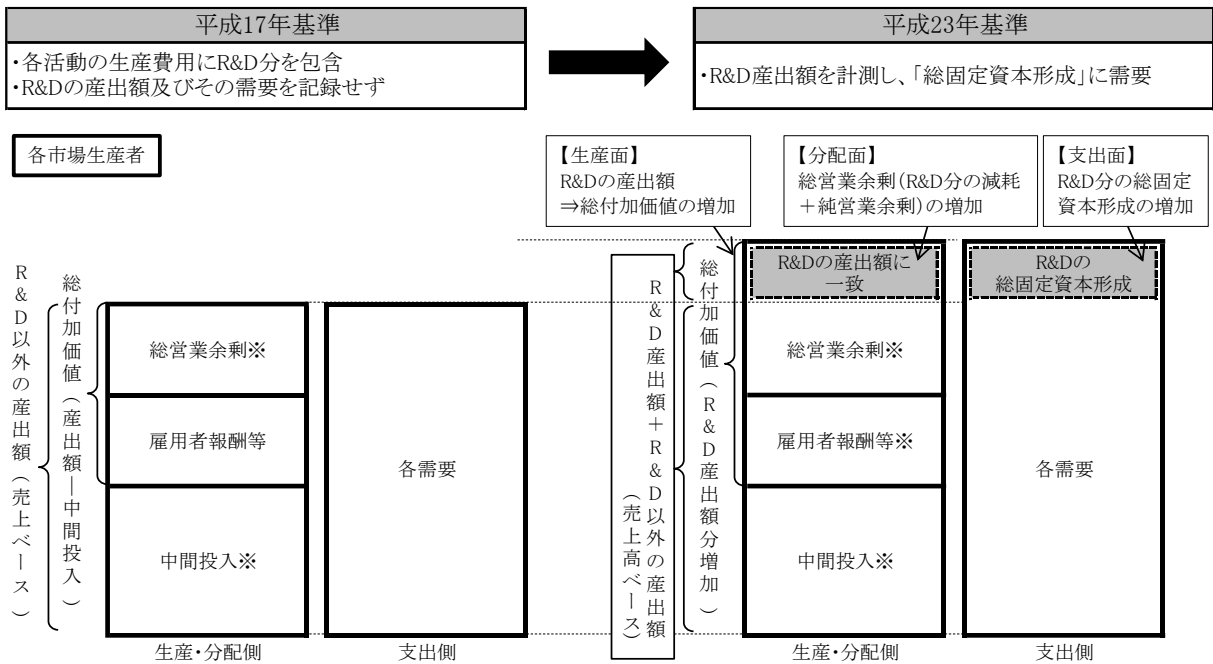 平成17年基準
・各活動の生産費用にR&D分を包含
・R&Dの産出額及びその需要を記録せず
平成23年基準
・R&D産出額を計測し、「総固定資本形成」に需要
各市場生産者
【生産面】
R&Dの産出額
⇒総付加価値の増加
【分配面】
総営業余剰(R&D分の減耗
+純営業余剰)の増加
【支出面】
R&D分の総固定
資本形成の増加
R&D以外の産出額(売上ベース)
総付加価値(産出額―中間投入)
総営業余剰※
雇用者報酬等
中間投入※
生産・分配側
各需要
支出側
R&D産出額+R&D以外の産出額
(売上高ベース)
総付加価値(R&D産出額分増加)
R&Dの産出額に
一致
総営業余剰※
雇用者報酬等※
中間投入※
生産・分配側
R&Dの
総固定資本形成
各需要
支出側